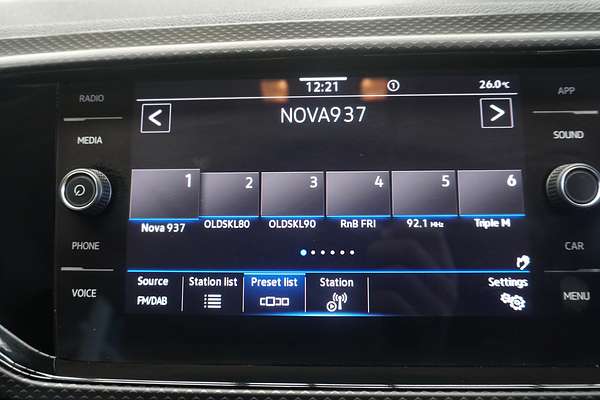 RADIO
MEDIA
PHONE
VOICE
12:21
1
26.0°C
<
NOVA937
>
1 2 3 4 5 6
Nova 937 OLDSKL80 OLDSKL90 RnB FRI 92.1 MHz Triple M
Source Station list Preset list Station Settings
FM/DAB
APP
SOUND
CAR
MENU